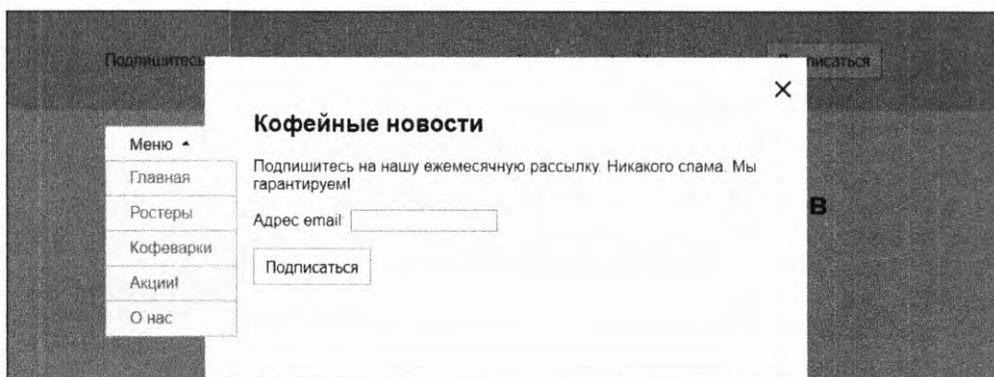 Подпишитесь
Кофейные новости
Подпишитесь на нашу ежемесячную рассылку. Никакого спама. Мы
гарантируем!
Адрес email:
Подписаться
Меню
Главная
Ростеры
Кофеварки
Акции!
О нас
в